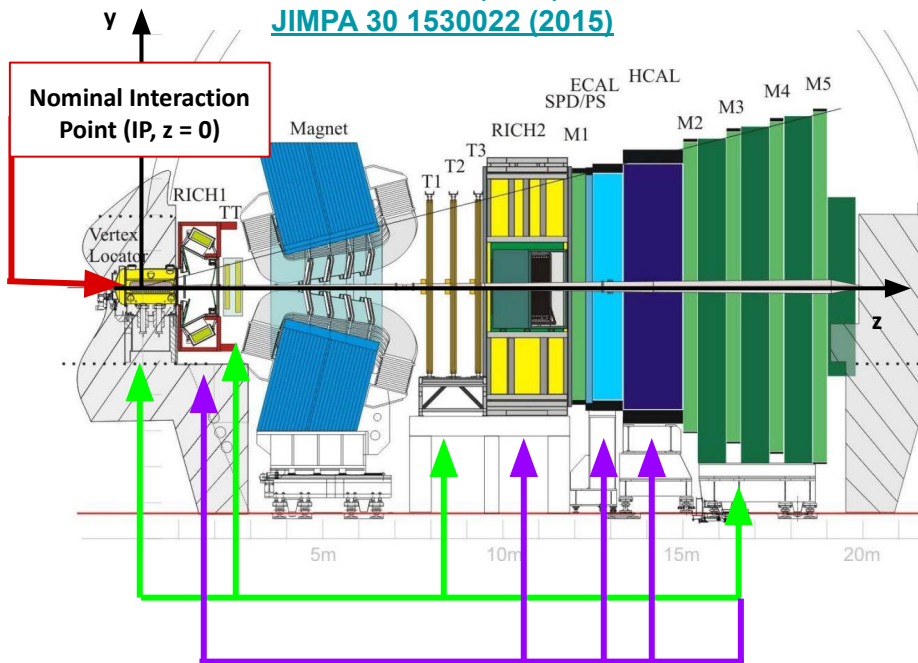 JIMPA 30 1530022 (2015)
y
Nominal Interaction
Point (IP, z = 0)
Magnet
RICH1
TT
Vertex
Locator
T1
T2
T3
RICH2
SPD/PS
M1
ECAL
HCAL
M2
M3
M4
M5
z
5m
10m
15m
20m